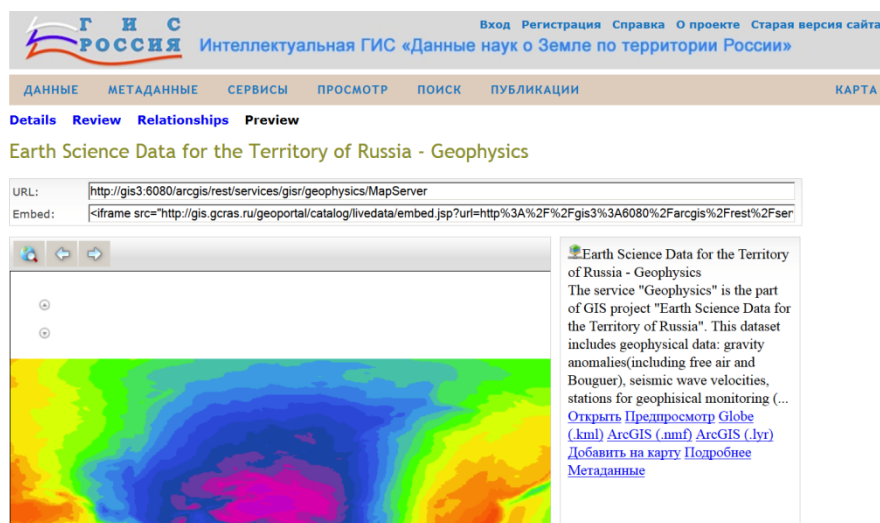 Г И С
РОССИЯ
Вход Регистрация Справка О проекте Старая версия сайта
Интеллектуальная ГИС «Данные наук о Земле по территории России»
ДАННЫЕ МЕТАДАННЫЕ СЕРВИСЫ ПРОСМОТР ПОИСК ПУБЛИКАЦИИ КАРТА
Details Review Relationships Preview
Earth Science Data for the Territory of Russia - Geophysics
URL: http://gis3:6080/arcgis/rest/services/gisr/geophysics/MapServer
Embed: <iframe src="http://gis.gcras.ru/geoportal/catalog/livedata/embed.jsp?url=http%3A%2F%2Fgis3%3A6080%2Farcgis%2Frest%2Fser
Earth Science Data for the Territory
of Russia - Geophysics
The service "Geophysics" is the part
of GIS project "Earth Science Data for
the Territory of Russia". This dataset
includes geophysical data: gravity
anomalies(including free air and
Bouguer), seismic wave velocities,
stations for geophisical monitoring (...
Открыть Предпросмотр Globe
(.kml) ArcGIS (.nmf) ArcGIS (.lyr)
Добавить на карту Подробнее
Метаданные